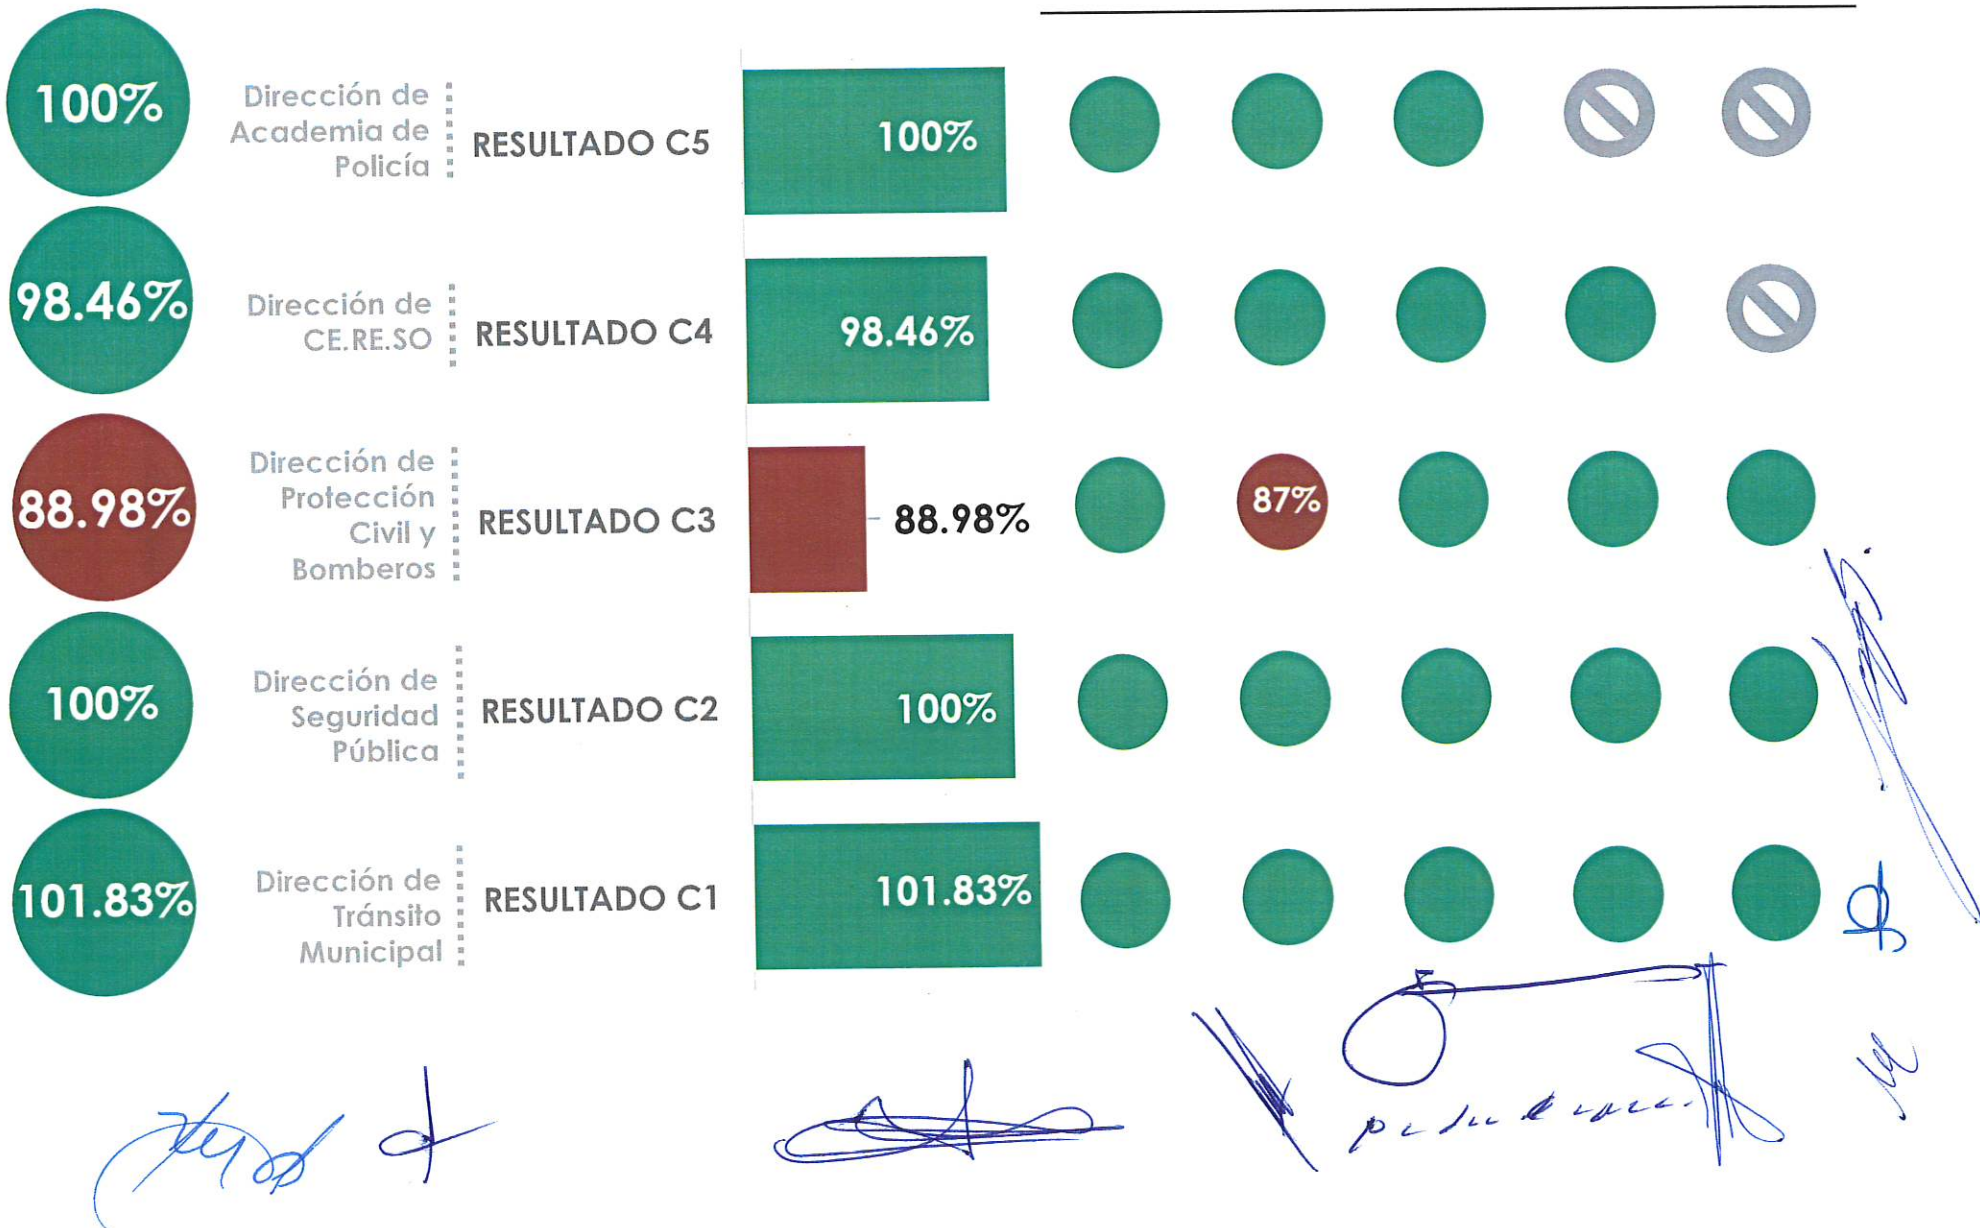 100%
Dirección de
Academia de
Policía
RESULTADO C5
100%
98.46%
Dirección de
CE.RE.SO
RESULTADO C4
98.46%
88.98%
Dirección de
Protección
Civil y
Bomberos
RESULTADO C3
88.98%
87%
100%
Dirección de
Seguridad
Pública
RESULTADO C2
100%
101.83%
Dirección de
Tránsito
Municipal
RESULTADO C1
101.83%